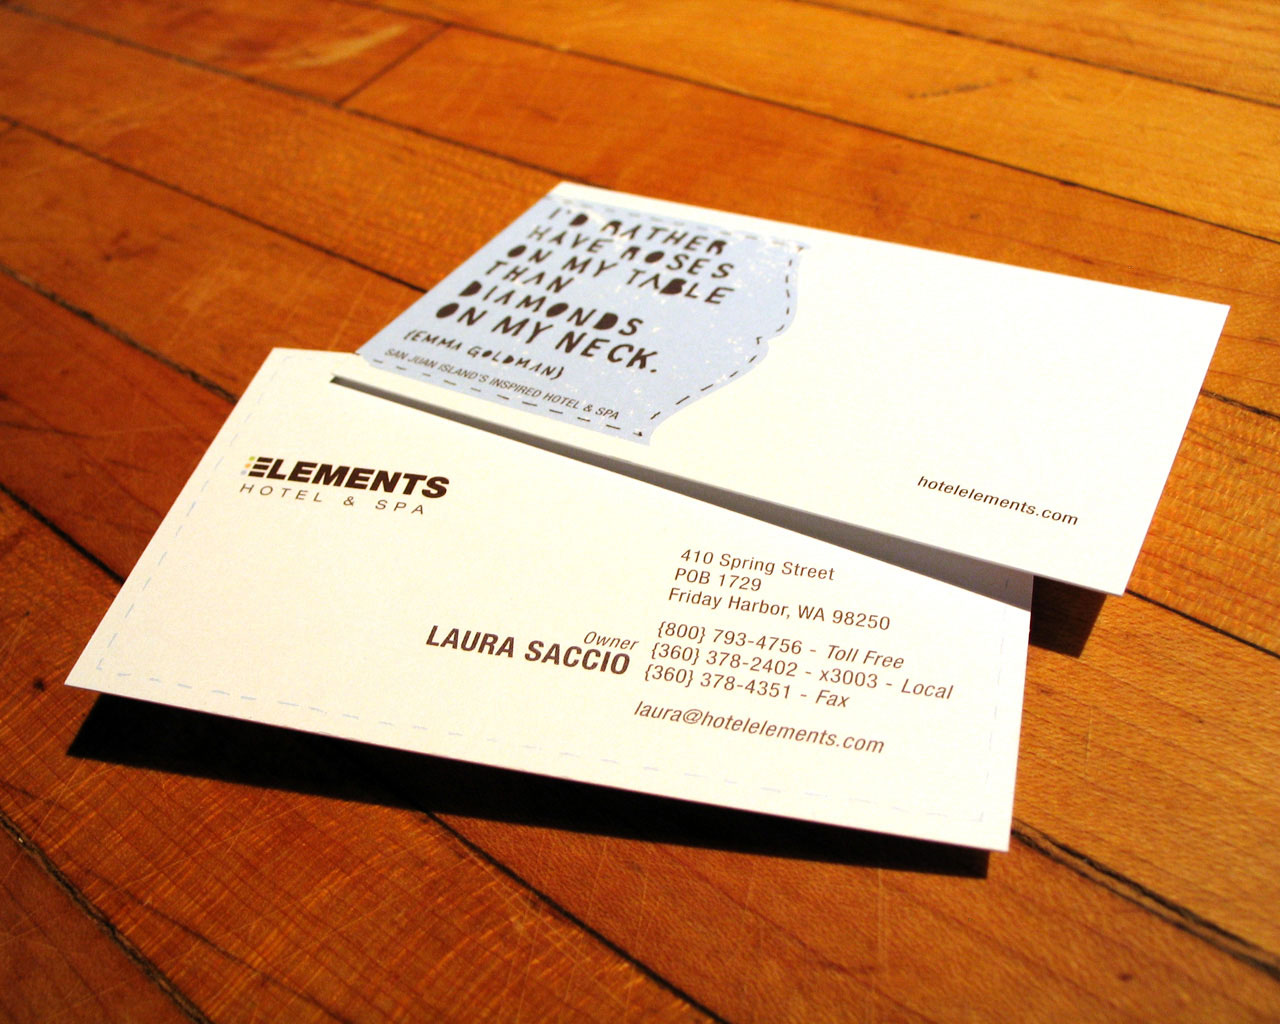 I'D RATHER
HAVE ROSES
ON MY TABLE
THAN
DIAMONDS
ON MY NECK.
{EMMA GOLDMAN}
SAN JUAN ISLAND'S INSPIRED HOTEL & SPA
hotelelements.com
ELEMENTS
HOTEL & SPA
410 Spring Street
POB 1729
Friday Harbor, WA 98250
Owner
LAURA SACCIO
{800} 793-4756 - Toll Free
{360} 378-2402 - x3003 - Local
{360} 378-4351 - Fax
laura@hotelelements.com